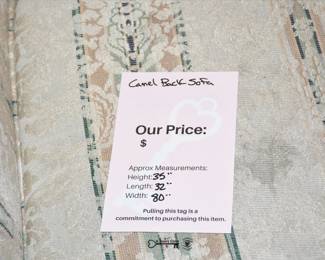 Camel Back Sofa
Our Price:
$
Approx Measurements:
Height: 35"
Length: 32"
Width: 80"
Pulling this tag is a
commitment to purchasing this item.